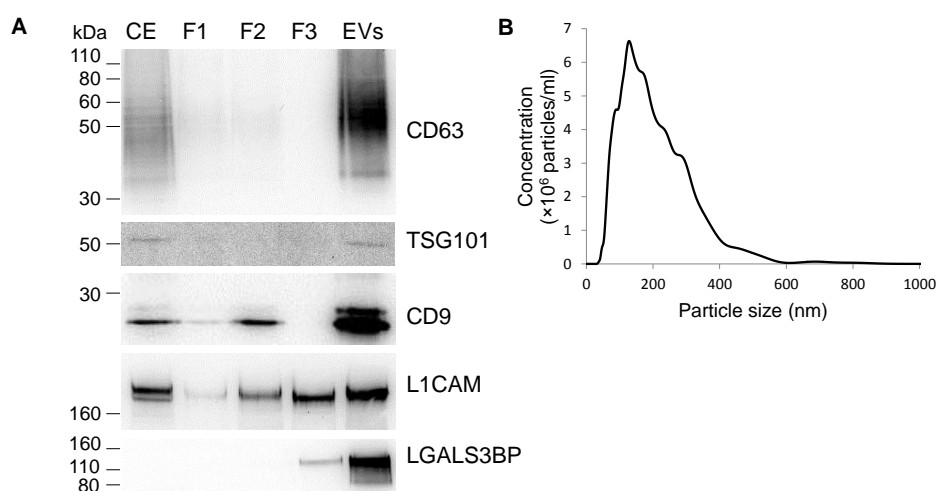 A
kDa CE F1 F2 F3 EVs
110
80
60
50
30
CD63
50
TSG101
30
CD9
160
L1CAM
160
110
80
LGALS3BP
B
Concentration
(×10⁶ particles/ml)
7
6
5
4
3
2
1
0
0 200 400 600 800 1000
Particle size (nm)